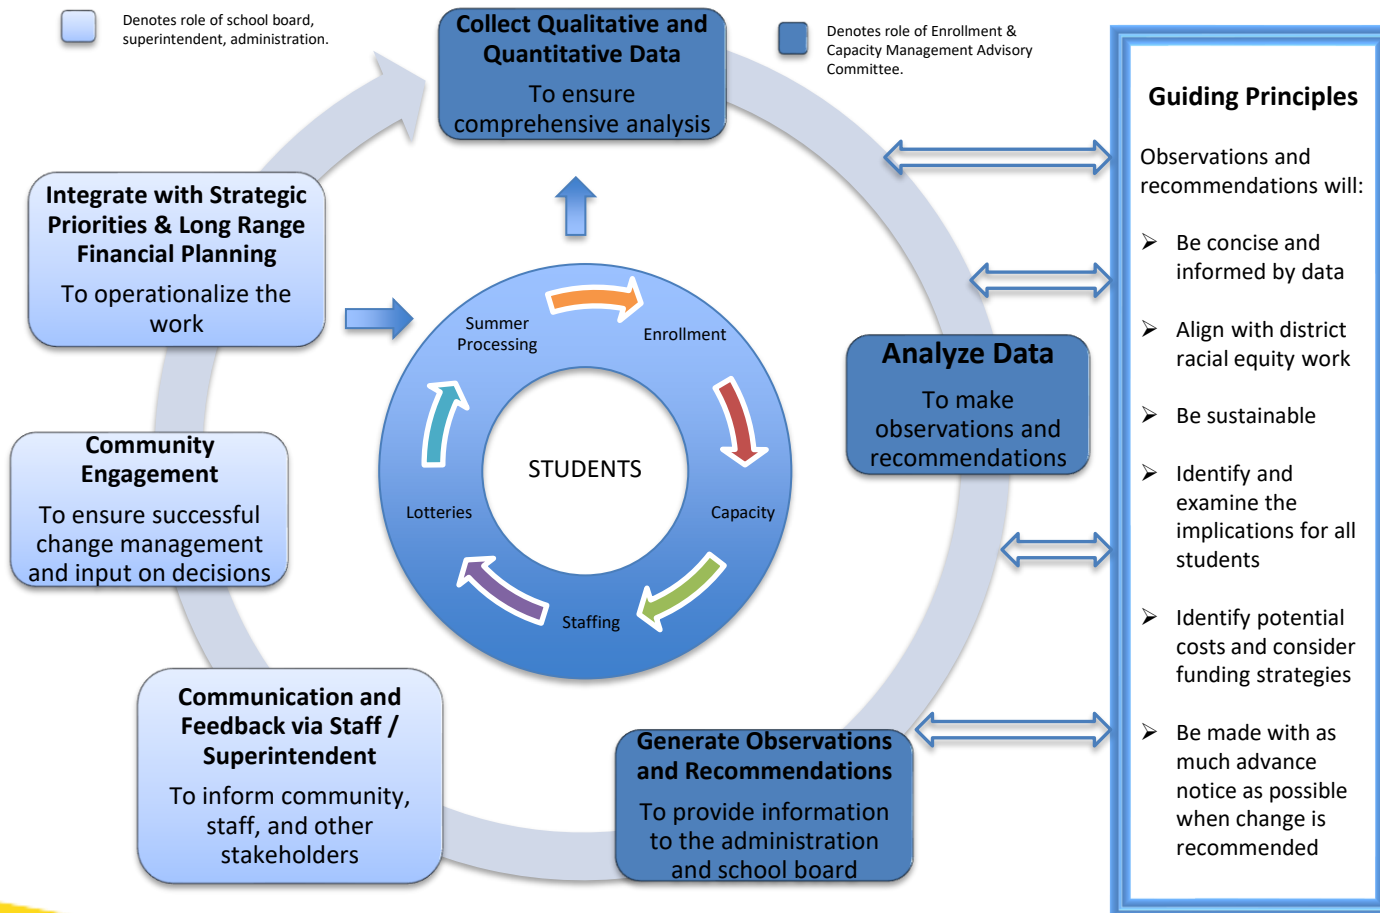 Denotes role of school board,
superintendent, administration.
Collect Qualitative and
Quantitative Data
To ensure
comprehensive analysis
Denotes role of Enrollment &
Capacity Management Advisory
Committee.
Integrate with Strategic
Priorities & Long Range
Financial Planning
To operationalize the
work
Community
Engagement
To ensure successful
change management
and input on decisions
Communication and
Feedback via Staff /
Superintendent
To inform community,
staff, and other
stakeholders
Summer
Processing
Enrollment
STUDENTS
Lotteries
Capacity
Staffing
Analyze Data
To make
observations and
recommendations
Generate Observations
and Recommendations
To provide information
to the administration
and school board
Guiding Principles
Observations and
recommendations will:
➢ Be concise and
informed by data
➢ Align with district
racial equity work
➢ Be sustainable
➢ Identify and
examine the
implications for all
students
➢ Identify potential
costs and consider
funding strategies
➢ Be made with as
much advance
notice as possible
when change is
recommended